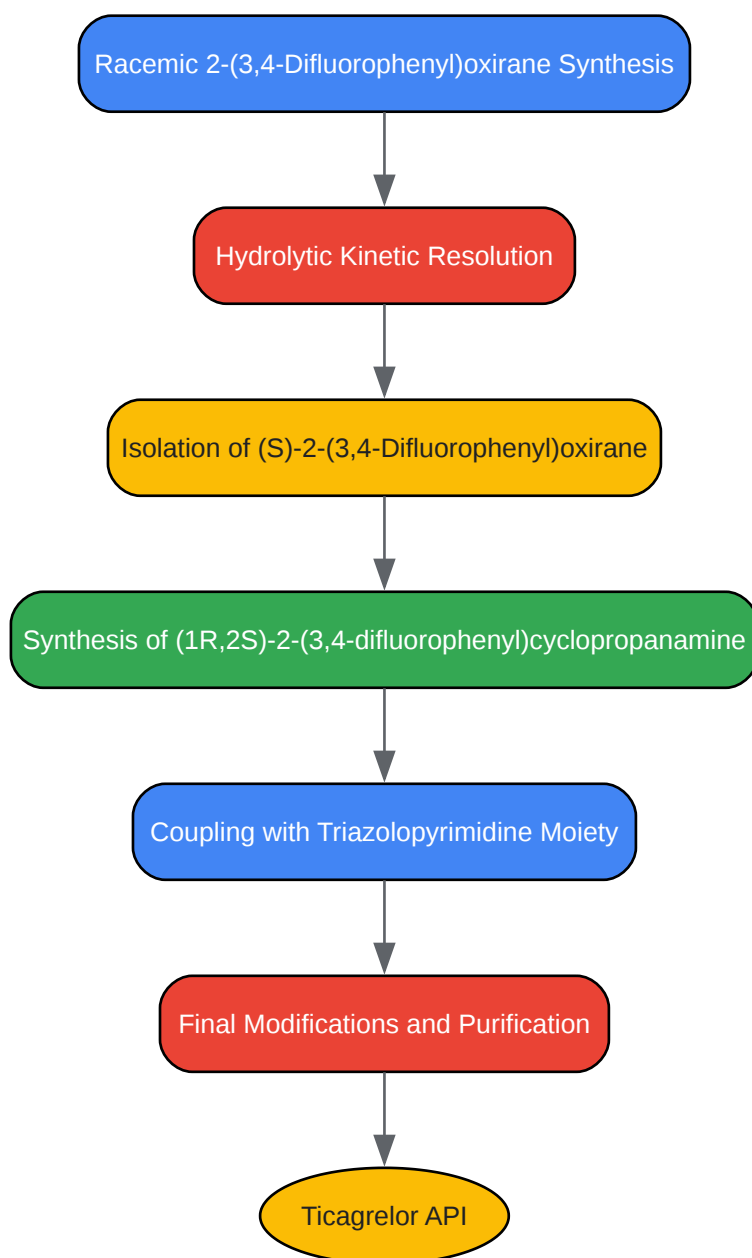 Racemic 2-(3,4-Difluorophenyl)oxirane Synthesis
Hydrolytic Kinetic Resolution
Isolation of (S)-2-(3,4-Difluorophenyl)oxirane
Synthesis of (1R,2S)-2-(3,4-difluorophenyl)cyclopropanamine
Coupling with Triazolopyrimidine Moiety
Final Modifications and Purification
Ticagrelor API